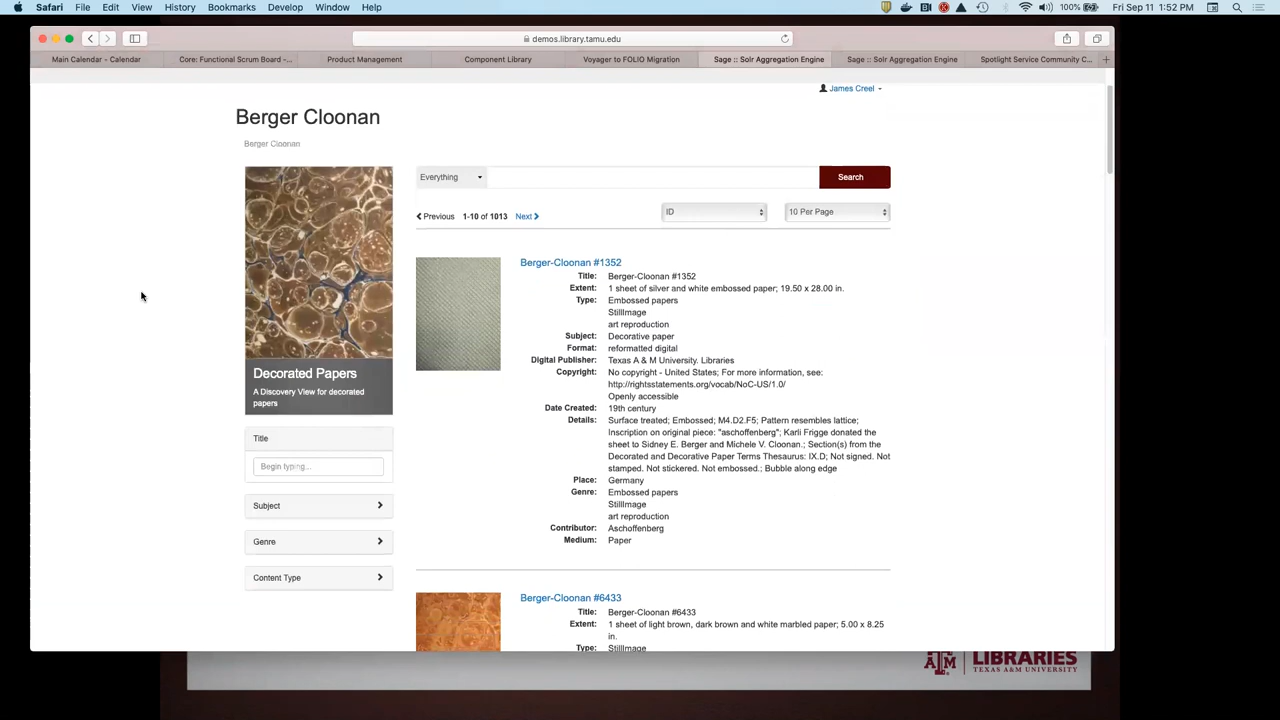 Safari File Edit View History Bookmarks Develop Window Help 100% Fri Sep 11 1:52 PM
demos.library.tamu.edu
Main Calendar - Calendar Core: Functional Scrum Board -... Product Management Component Library Voyager to FOLIO Migration Sage :: Solr Aggregation Engine Sage :: Solr Aggregation Engine Spotlight Service Community C...
James Creel
Berger Cloonan
Berger Cloonan
Everything Search
Previous 1-10 of 1013 Next ID 10 Per Page
Decorated Papers
A Discovery View for decorated
papers
Title
Begin typing...
Subject
Genre
Content Type
Berger-Cloonan #1352
Title: Berger-Cloonan #1352
Extent: 1 sheet of silver and white embossed paper; 19.50 x 28.00 in.
Type: Embossed papers
StillImage
art reproduction
Subject: Decorative paper
Format: reformatted digital
Digital Publisher: Texas A & M University. Libraries
Copyright: No copyright - United States; For more information, see:
http://rightsstatements.org/vocab/NoC-US/1.0/
Openly accessible
Date Created: 19th century
Details: Surface treated; Embossed; M4.D2.F5; Pattern resembles lattice;
Inscription on original piece: "aschoffenberg"; Karli Frigge donated the
sheet to Sidney E. Berger and Michele V. Cloonan.; Section(s) from the
Decorated and Decorative Paper Terms Thesaurus: IX.D; Not signed. Not
stamped. Not stickered. Not embossed.; Bubble along edge
Place: Germany
Genre: Embossed papers
StillImage
art reproduction
Contributor: Aschoffenberg
Medium: Paper
Berger-Cloonan #6433
Title: Berger-Cloonan #6433
Extent: 1 sheet of light brown, dark brown and white marbled paper; 5.00 x 8.25
in.
Type: StillImage
ATM LIBRARIES
TEXAS A&M UNIVERSITY